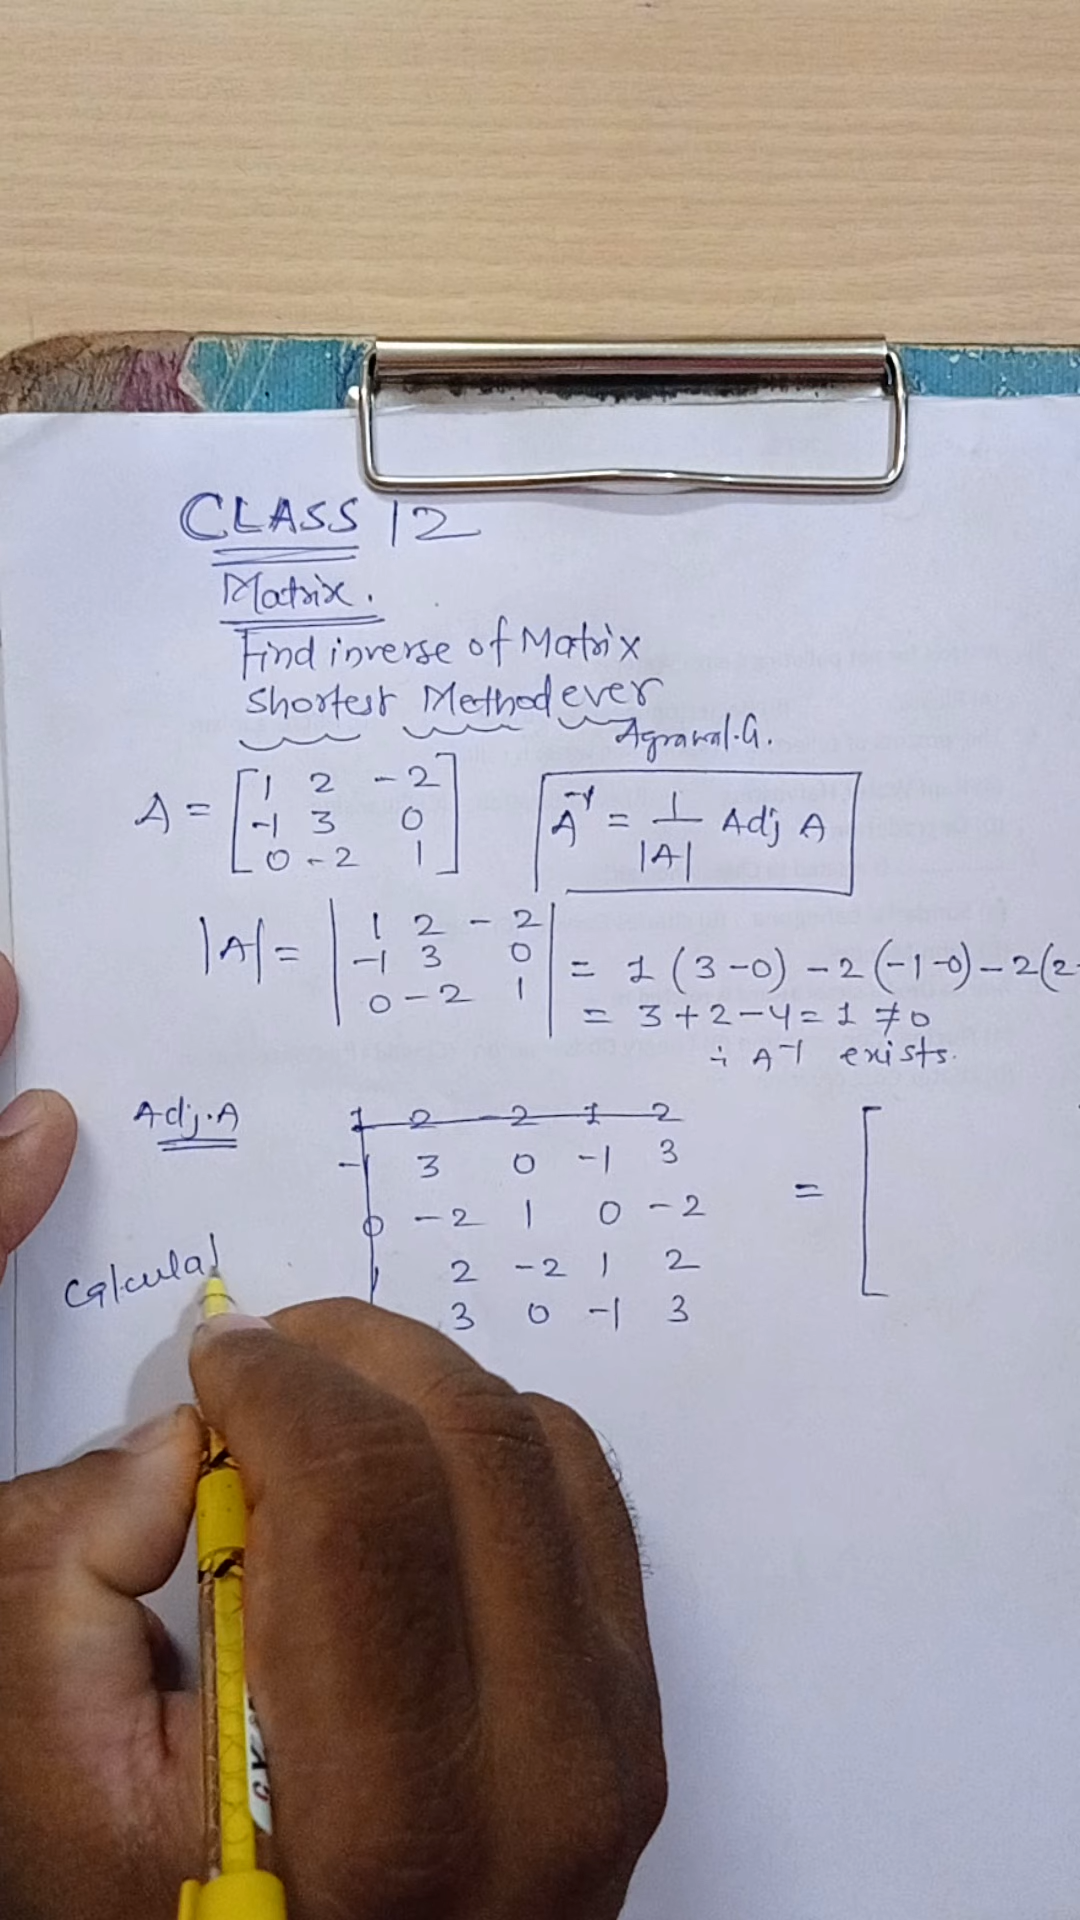 CLASS 12
Matrix.
Find inverse of Matrix
Shortest Method ever
Agrawal.G.
A = [ 1 2 -2
-1 3 0
0 -2 1 ]
A⁻¹ = 1/|A| Adj A
|A| = | 1 2 -2
-1 3 0
0 -2 1 | = 1 (3-0) -2(-1-0) -2(2-
= 3+2-4=1 ≠0
∴ A⁻¹ exists.
Adj.A
1 2 -2 1 2
-1 3 0 -1 3
0 -2 1 0 -2
1 2 -2 1 2
3 0 -1 3
= [
Calculat